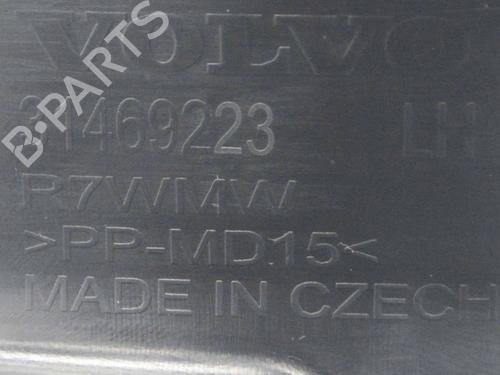 VOLVO
31469223 LH
R7WMW
>PP-MD15<
MADE IN CZECH
B-PARTS